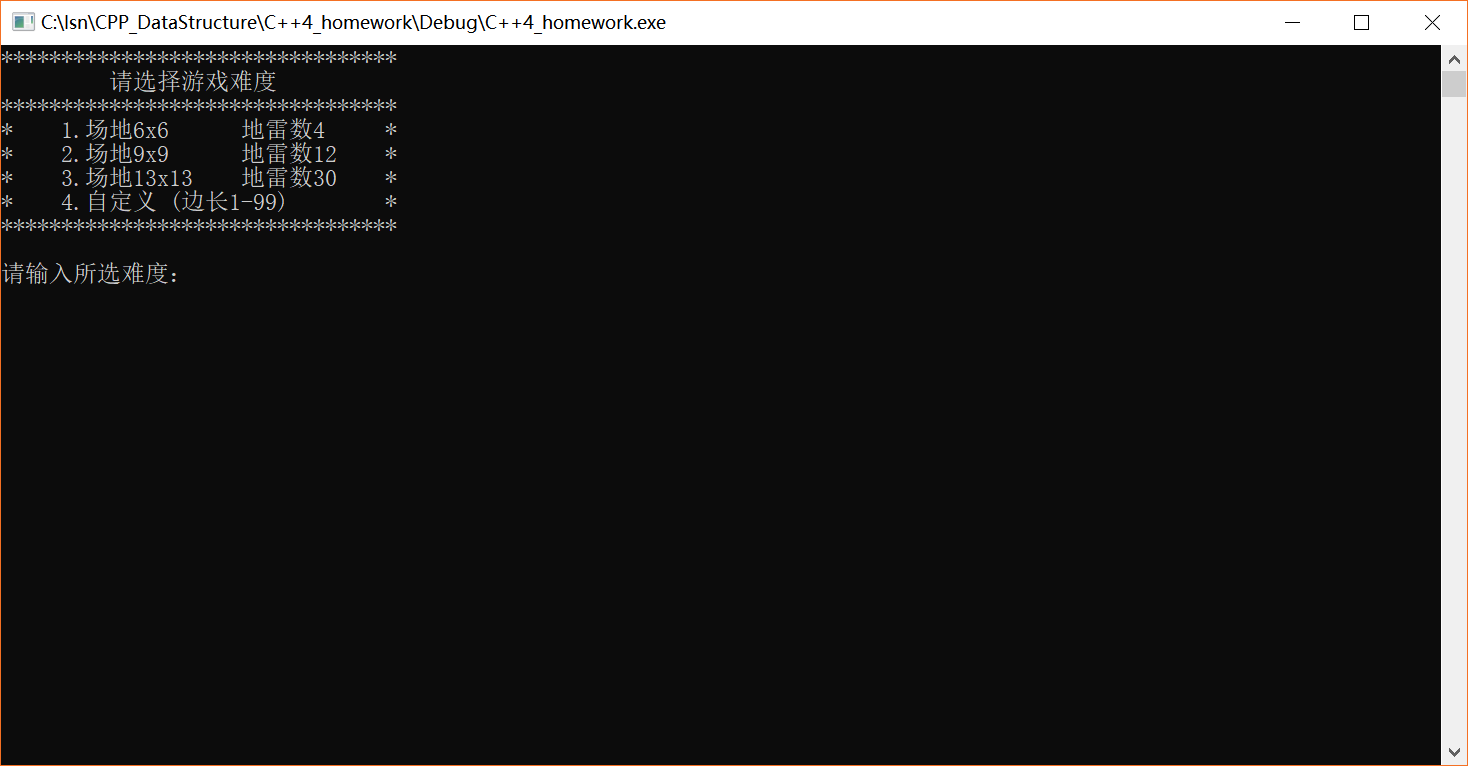 C:\lsn\CPP_DataStructure\C++4_homework\Debug\C++4_homework.exe
*********************************
         请选择游戏难度
*********************************
*    1.场地6x6      地雷数4     *
*    2.场地9x9      地雷数12    *
*    3.场地13x13    地雷数30    *
*    4.自定义 (边长1-99)        *
*********************************
请输入所选难度：